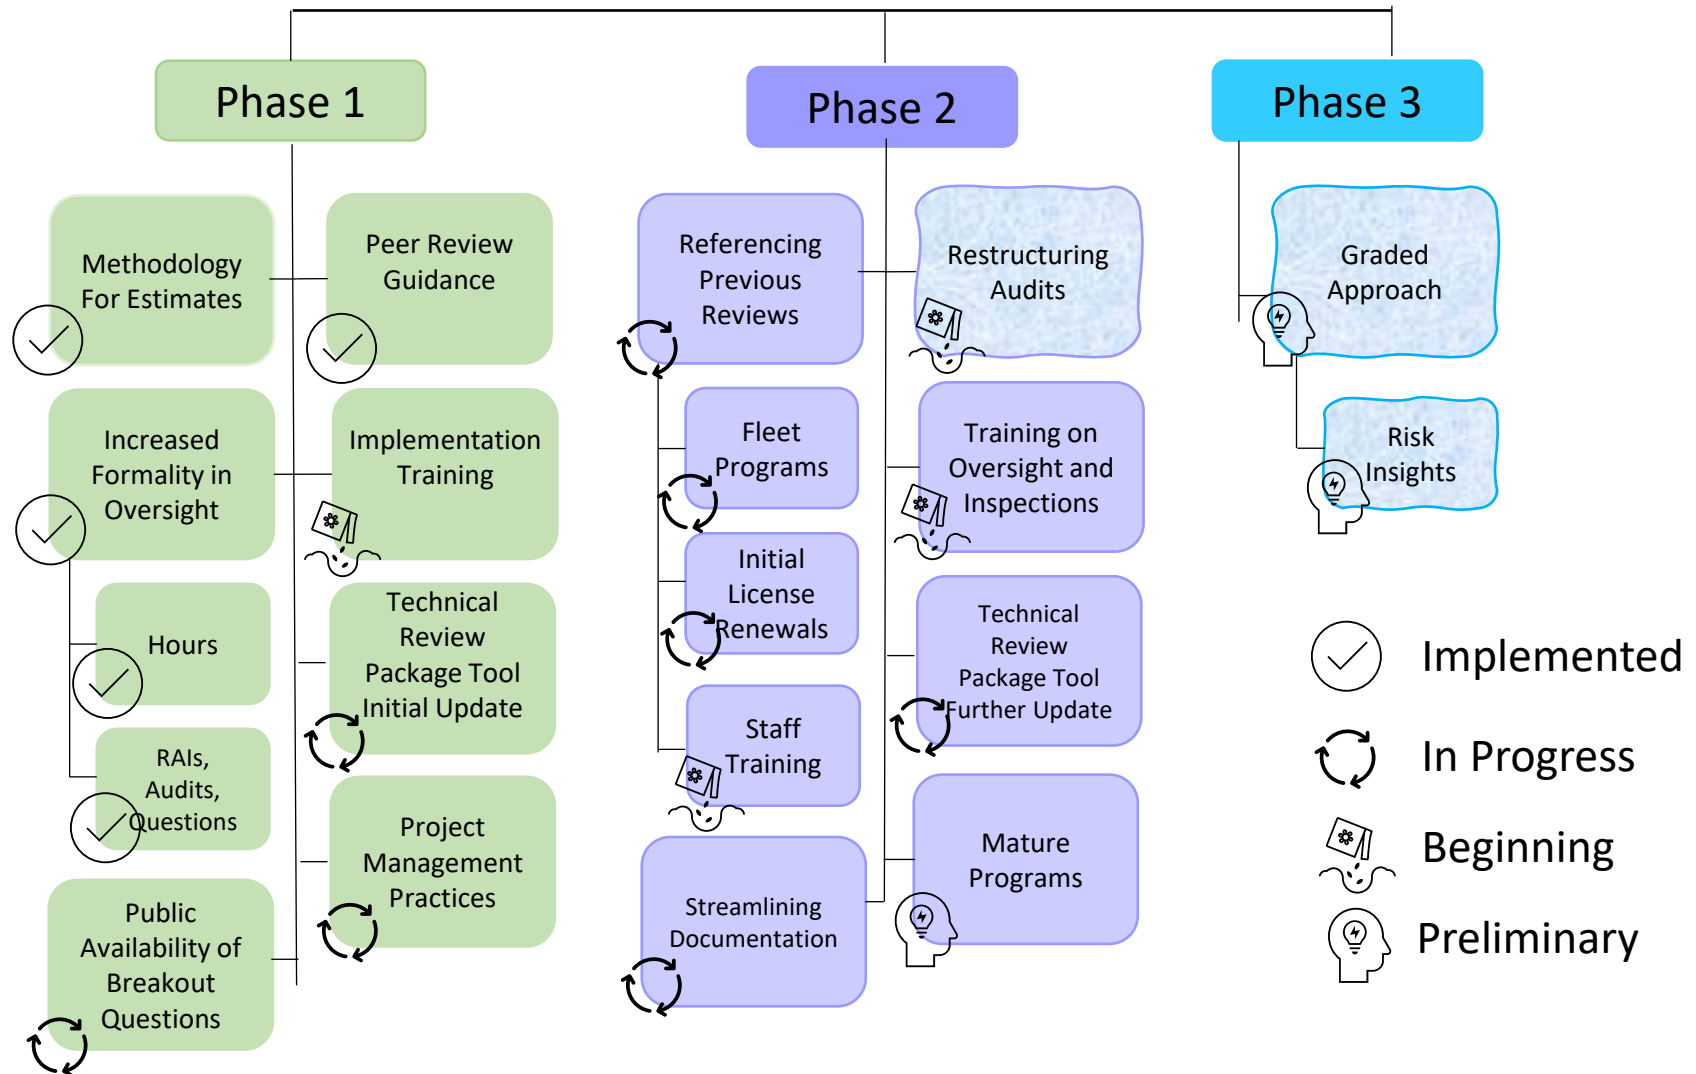 Phase 1
Phase 2
Phase 3
Methodology
For Estimates
Peer Review
Guidance
Increased
Formality in
Oversight
Implementation
Training
Hours
Technical
Review
Package Tool
Initial Update
RAIs,
Audits,
Questions
Project
Management
Practices
Public
Availability of
Breakout
Questions
Referencing
Previous
Reviews
Restructuring
Audits
Fleet
Programs
Training on
Oversight and
Inspections
Initial
License
Renewals
Technical
Review
Package Tool
Further Update
Staff
Training
Mature
Programs
Streamlining
Documentation
Graded
Approach
Risk
Insights
Implemented
In Progress
Beginning
Preliminary